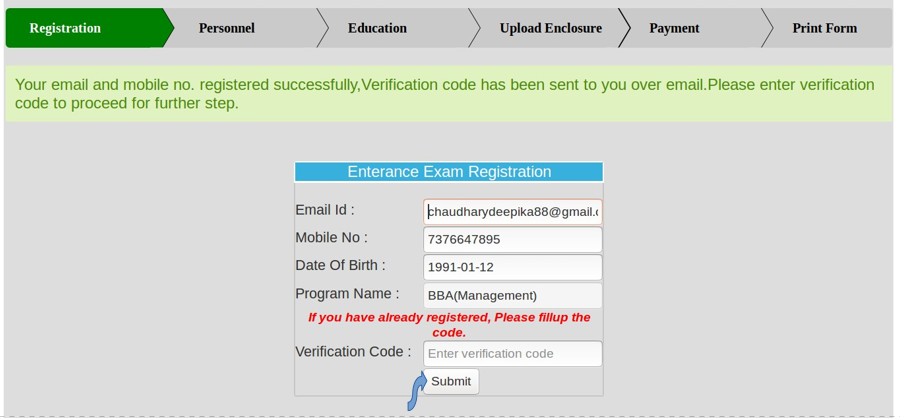 Registration Personnel Education Upload Enclosure Payment Print Form
Your email and mobile no. registered successfully,Verification code has been sent to you over email.Please enter verification
code to proceed for further step.
Enterance Exam Registration
Email Id : chaudharydeepika88@gmail.c
Mobile No : 7376647895
Date Of Birth : 1991-01-12
Program Name : BBA(Management)
If you have already registered, Please fillup the
code.
Verification Code : Enter verification code
Submit